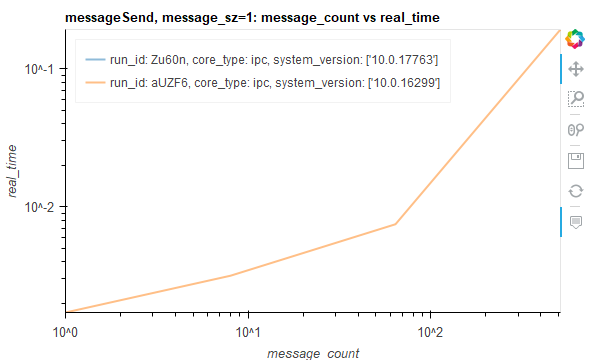 messageSend, message_sz=1: message_count vs real_time
run_id: Zu60n, core_type: ipc, system_version: ['10.0.17763']
run_id: aUZF6, core_type: ipc, system_version: ['10.0.16299']
10^-1
real_time
10^-2
10^0 10^1 10^2
message_count